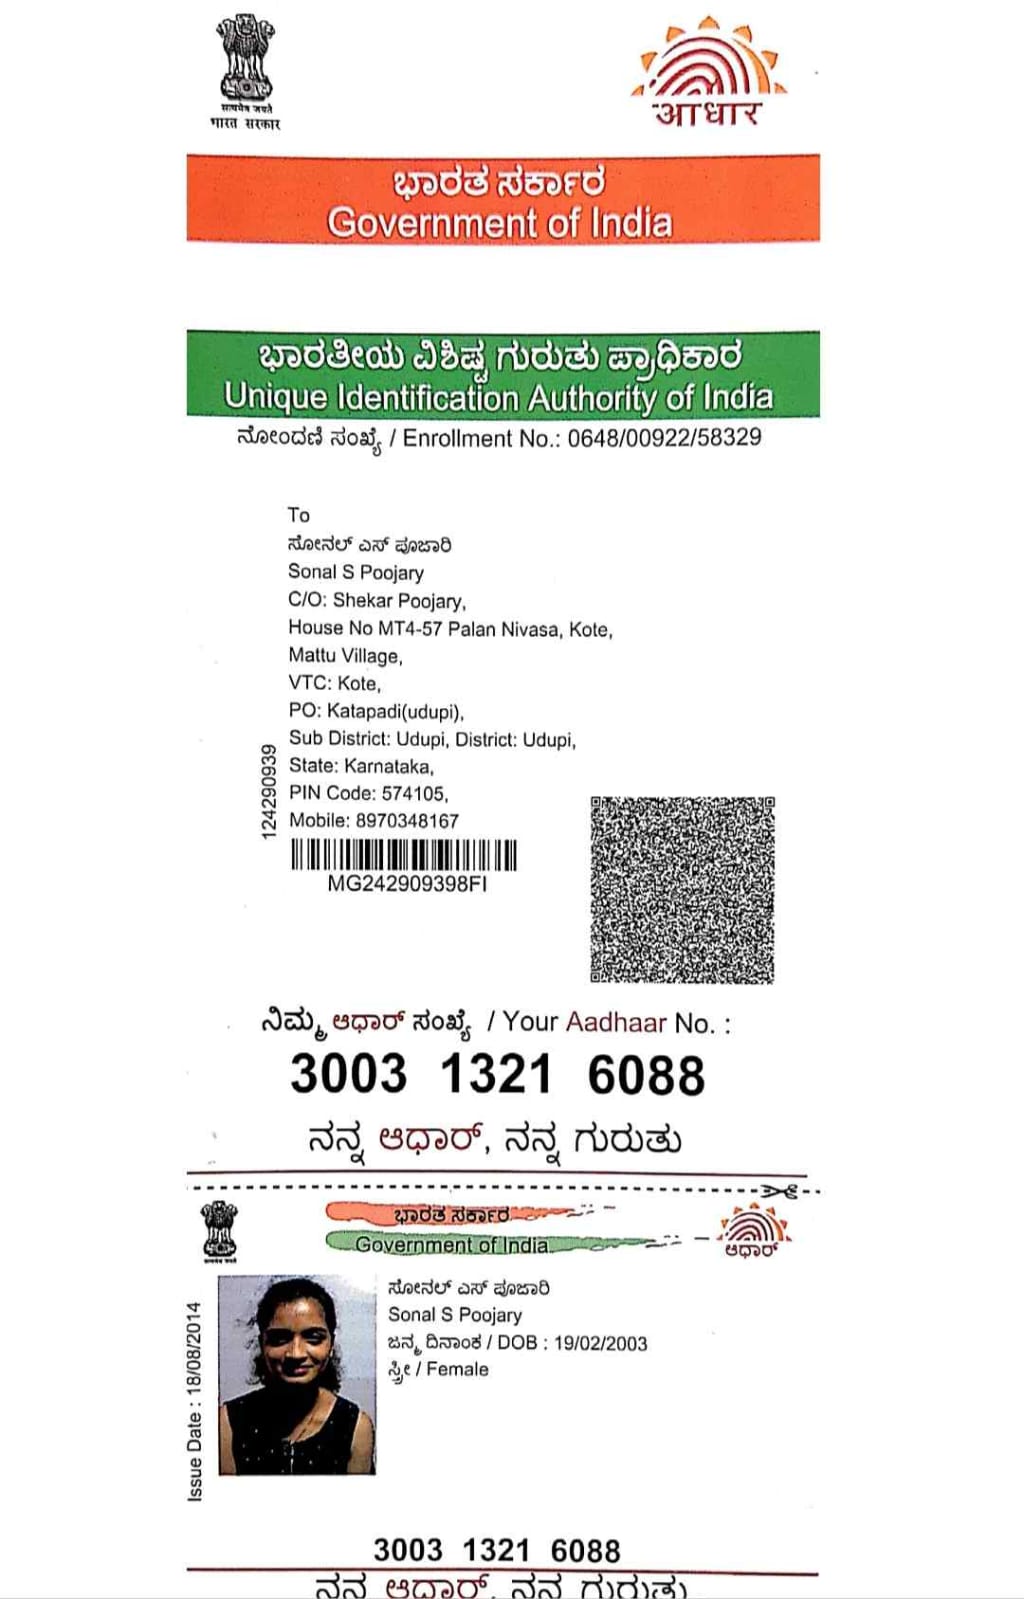 सत्यमेव जयते
भारत सरकार
आधार
ಭಾರತ ಸರ್ಕಾರ
Government of India
ಭಾರತೀಯ ವಿಶಿಷ್ಟ ಗುರುತು ಪ್ರಾಧಿಕಾರ
Unique Identification Authority of India
ನೋಂದಣಿ ಸಂಖ್ಯೆ / Enrollment No.: 0648/00922/58329
To
ಸೋನಲ್ ಎಸ್ ಪೂಜಾರಿ
Sonal S Poojary
C/O: Shekar Poojary,
House No MT4-57 Palan Nivasa, Kote,
Mattu Village,
VTC: Kote,
PO: Katapadi(udupi),
Sub District: Udupi, District: Udupi,
State: Karnataka,
PIN Code: 574105,
Mobile: 8970348167
124290939
MG242909398FI
ನಿಮ್ಮ ಆಧಾರ್ ಸಂಖ್ಯೆ / Your Aadhaar No. :
3003 1321 6088
ನನ್ನ ಆಧಾರ್, ನನ್ನ ಗುರುತು
ಭಾರತ ಸರ್ಕಾರ
Government of India
ಆಧಾರ್
ಸೋನಲ್ ಎಸ್ ಪೂಜಾರಿ
Sonal S Poojary
ಜನ್ಮ ದಿನಾಂಕ / DOB : 19/02/2003
ಸ್ತ್ರೀ / Female
Issue Date : 18/08/2014
3003 1321 6088
ನನ್ನ ಆಧಾರ್, ನನ್ನ ಗುರುತು